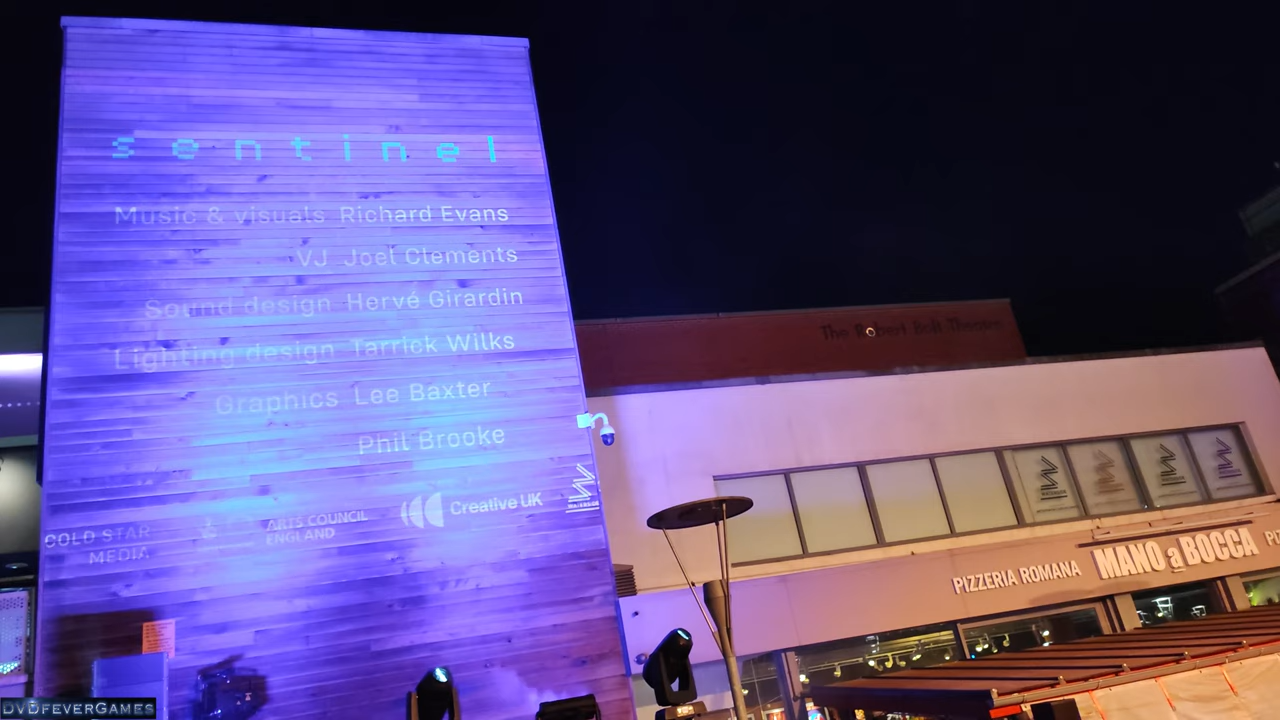 sentinel
Music & visuals Richard Evans
VJ Joel Clements
Sound design Hervé Girardin
Lighting design Tarrick Wilks
Graphics Lee Baxter
Phil Brooke
COLD STAR
MEDIA
ARTS COUNCIL
ENGLAND
Creative UK
WATERSIDE
The Robert Bolt Theatre
PIZZERIA ROMANA
MANO a BOCCA
DVDFEVERGAMES